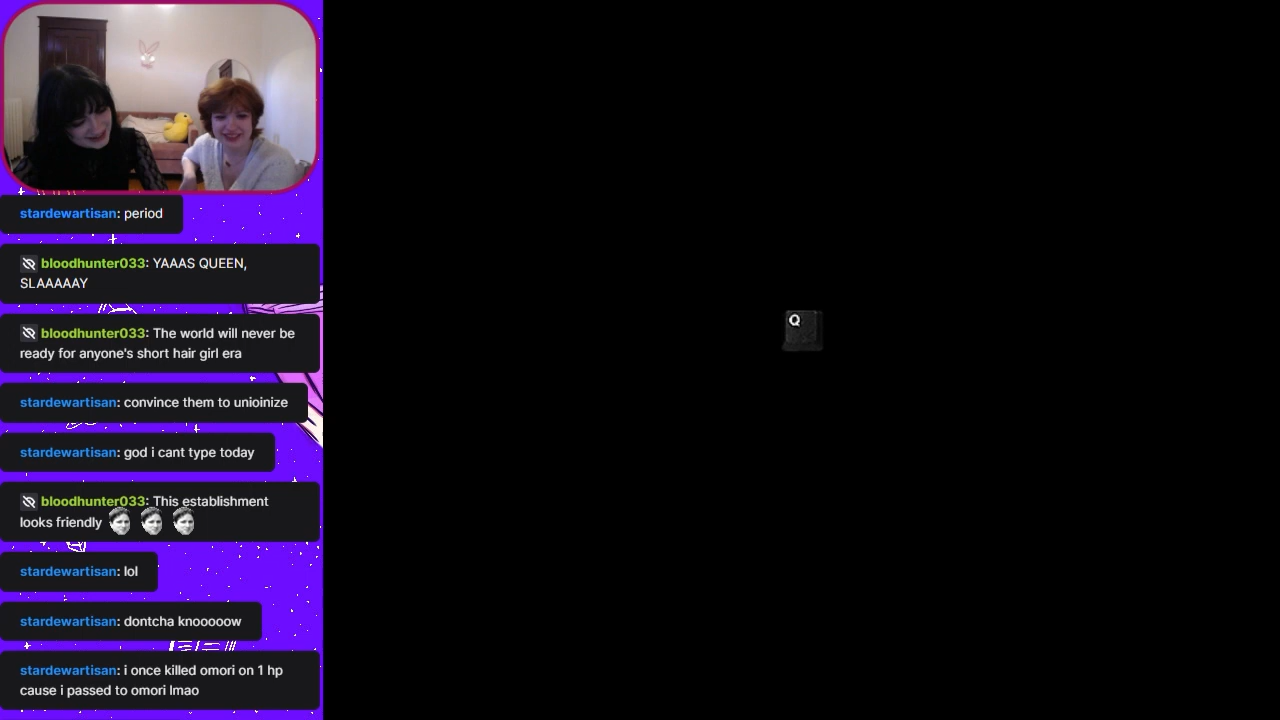 stardewartisan: period
bloodhunter033: YAAAS QUEEN,
SLAAAAAY
bloodhunter033: The world will never be
ready for anyone's short hair girl era
stardewartisan: convince them to unioinize
stardewartisan: god i cant type today
bloodhunter033: This establishment
looks friendly
stardewartisan: lol
stardewartisan: dontcha knooooow
stardewartisan: i once killed omori on 1 hp
cause i passed to omori lmao
Q